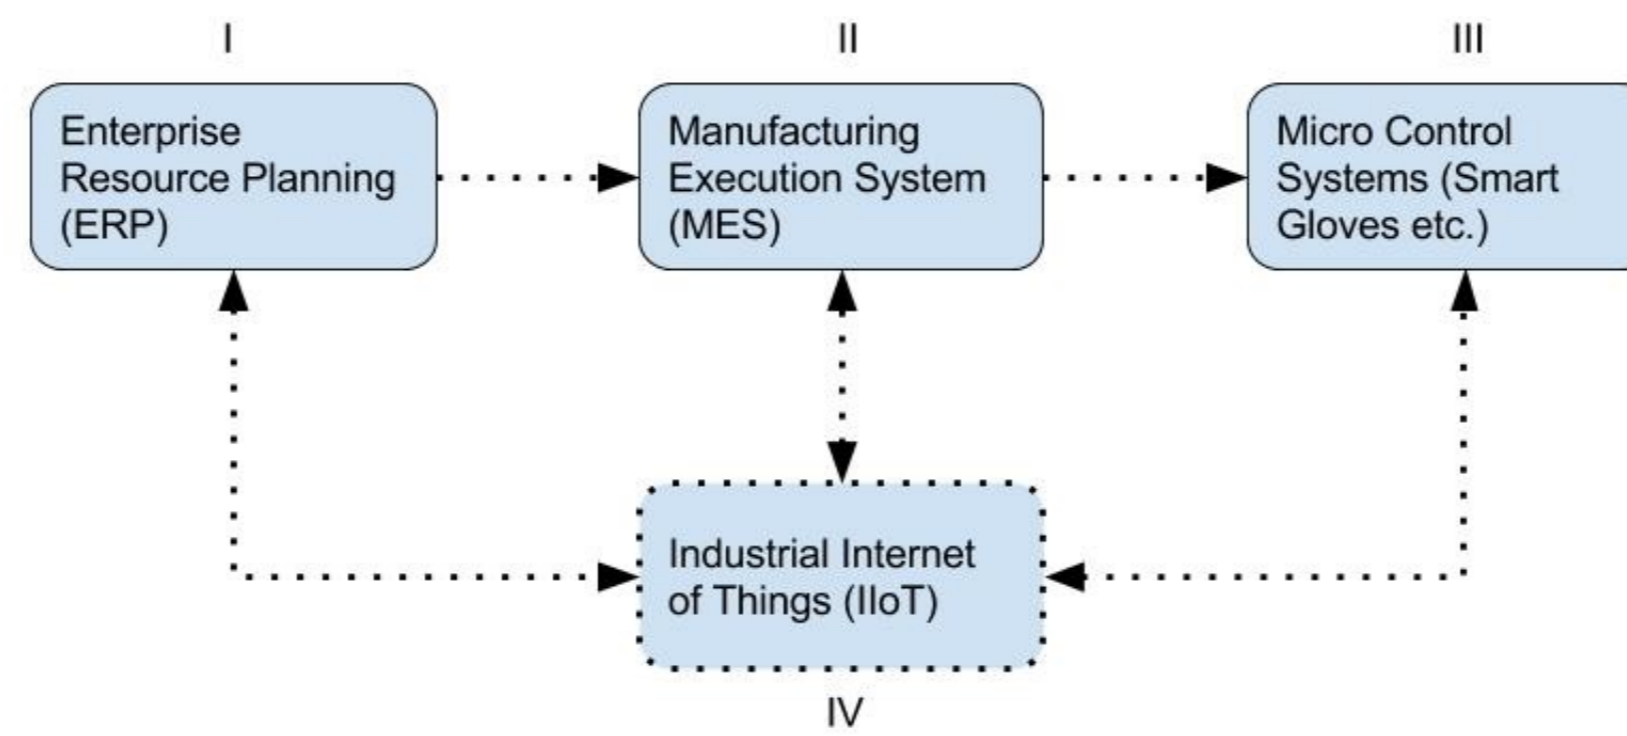 I
II
III
Enterprise
Resource Planning
(ERP)
Manufacturing
Execution System
(MES)
Micro Control
Systems (Smart
Gloves etc.)
Industrial Internet
of Things (IIoT)
IV